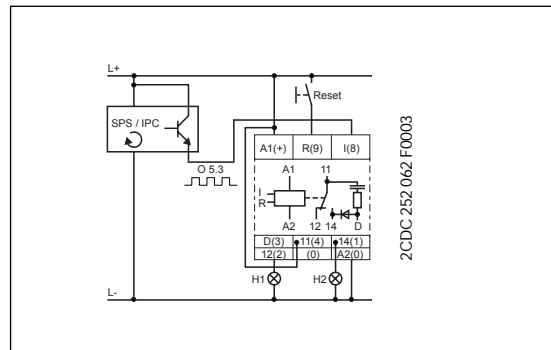 L+
Reset
SPS / IPC
A1(+) R(9) I(8)
O 5.3
A1 11
I
R
A2 12 14 D
D(3) 11(4) 14(1)
12(2) (0) A2(0)
H1 H2
L-
2CDC 252 062 F0003